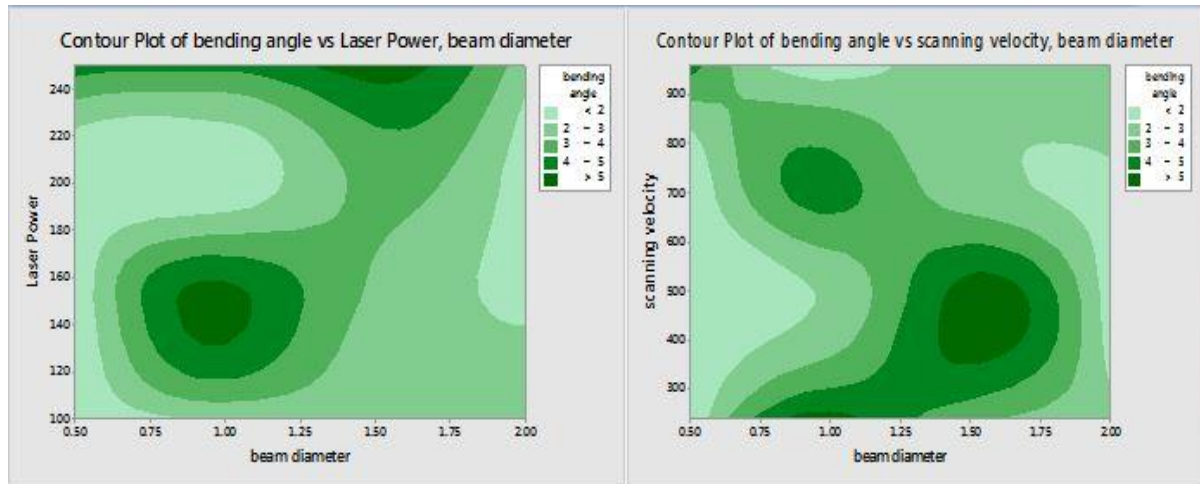 Contour Plot of bending angle vs Laser Power, beam diameter
bending
angle
< 2
2 - 3
3 - 4
4 - 5
> 5
Laser Power
240
220
200
180
160
140
120
100
0.50 0.75 1.00 1.25 1.50 1.75 2.00
beam diameter
Contour Plot of bending angle vs scanning velocity, beam diameter
bending
angle
< 2
2 - 3
3 - 4
4 - 5
> 5
scanning velocity
900
800
700
600
500
400
300
0.50 0.75 1.00 1.25 1.50 1.75 2.00
beam diameter